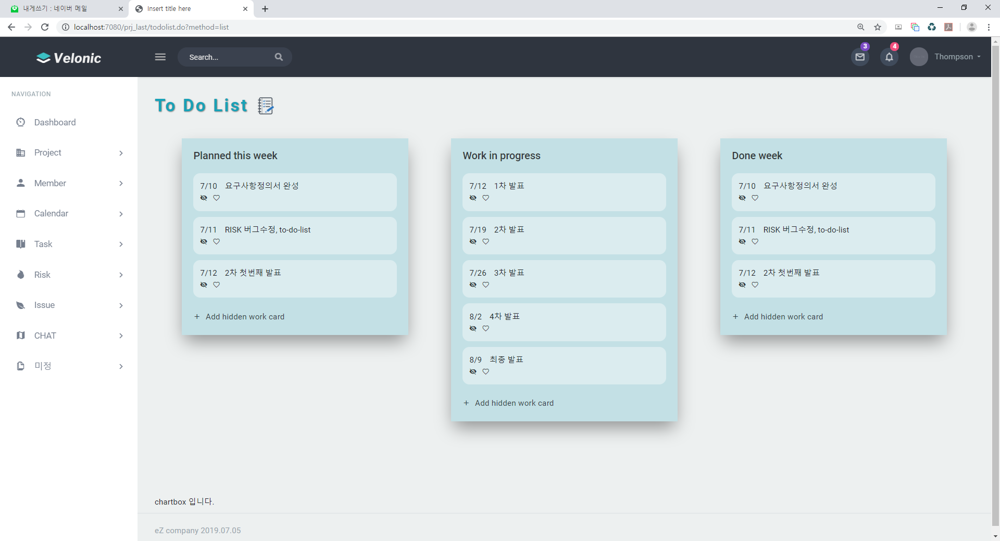 내게쓰기 : 네이버 메일
Insert title here
localhost:7080/prj_last/todolist.do?method=list
Velonic
Search...
3
4
Thompson
NAVIGATION
Dashboard
Project
Member
Calendar
Task
Risk
Issue
CHAT
미정
To Do List
Planned this week
7/10 요구사항정의서 완성
7/11 RISK 버그수정, to-do-list
7/12 2차 첫번째 발표
+ Add hidden work card
Work in progress
7/12 1차 발표
7/19 2차 발표
7/26 3차 발표
8/2 4차 발표
8/9 최종 발표
+ Add hidden work card
Done week
7/10 요구사항정의서 완성
7/11 RISK 버그수정, to-do-list
7/12 2차 첫번째 발표
+ Add hidden work card
chartbox 입니다.
eZ company 2019.07.05